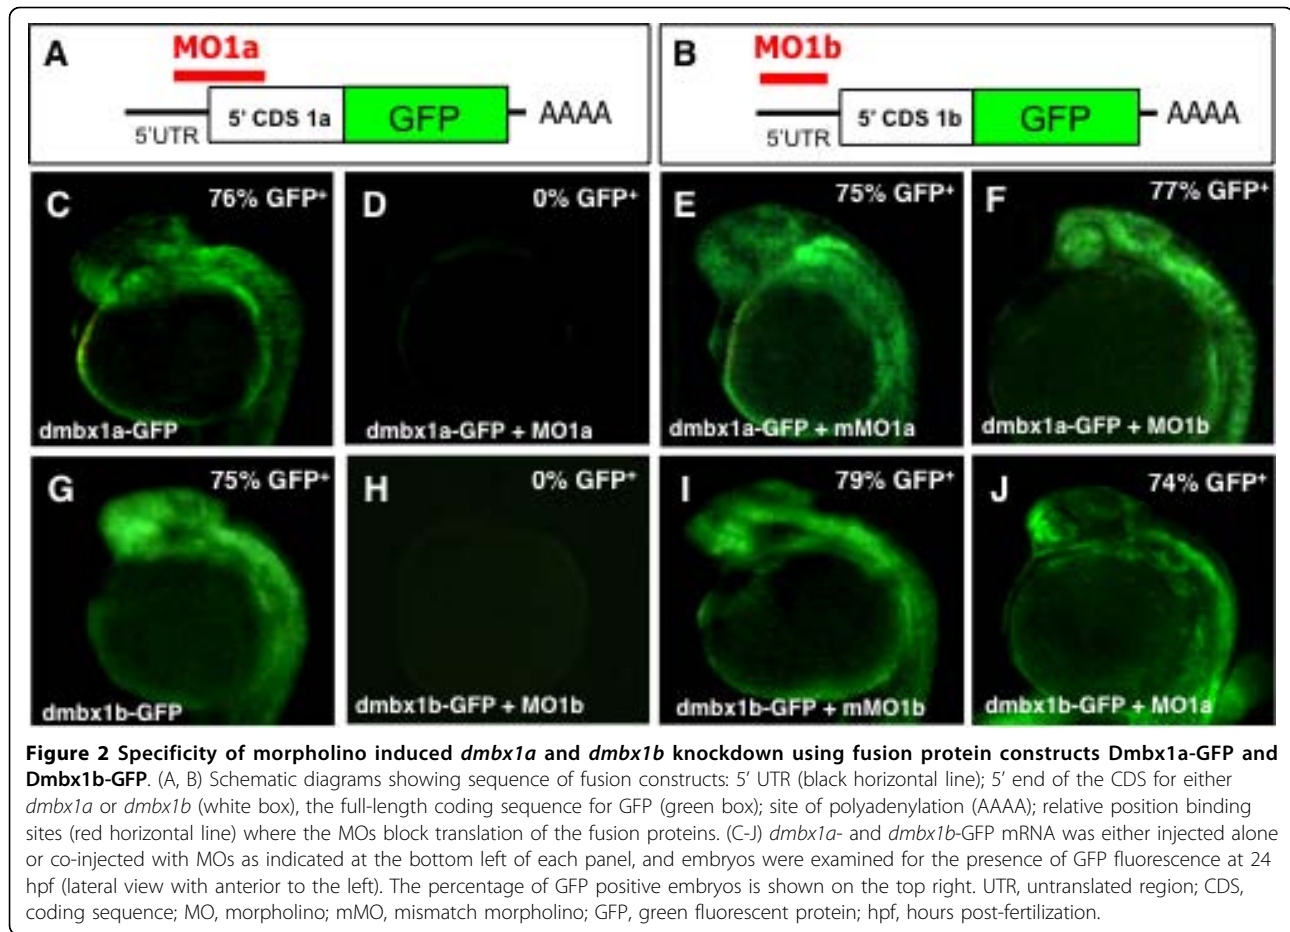 A
MO1a
5'UTR
5' CDS 1a
GFP
AAAA
B
MO1b
5'UTR
5' CDS 1b
GFP
AAAA
C
76% GFP+
dmbx1a-GFP
D
0% GFP+
dmbx1a-GFP + MO1a
E
75% GFP+
dmbx1a-GFP + mMO1a
F
77% GFP+
dmbx1a-GFP + MO1b
G
75% GFP+
dmbx1b-GFP
H
0% GFP+
dmbx1b-GFP + MO1b
I
79% GFP+
dmbx1b-GFP + mMO1b
J
74% GFP+
dmbx1b-GFP + MO1a
Figure 2 Specificity of morpholino induced dmbx1a and dmbx1b knockdown using fusion protein constructs Dmbx1a-GFP and
Dmbx1b-GFP. (A, B) Schematic diagrams showing sequence of fusion constructs: 5' UTR (black horizontal line); 5' end of the CDS for either
dmbx1a or dmbx1b (white box), the full-length coding sequence for GFP (green box); site of polyadenylation (AAAA); relative position binding
sites (red horizontal line) where the MOs block translation of the fusion proteins. (C-J) dmbx1a- and dmbx1b-GFP mRNA was either injected alone
or co-injected with MOs as indicated at the bottom left of each panel, and embryos were examined for the presence of GFP fluorescence at 24
hpf (lateral view with anterior to the left). The percentage of GFP positive embryos is shown on the top right. UTR, untranslated region; CDS,
coding sequence; MO, morpholino; mMO, mismatch morpholino; GFP, green fluorescent protein; hpf, hours post-fertilization.